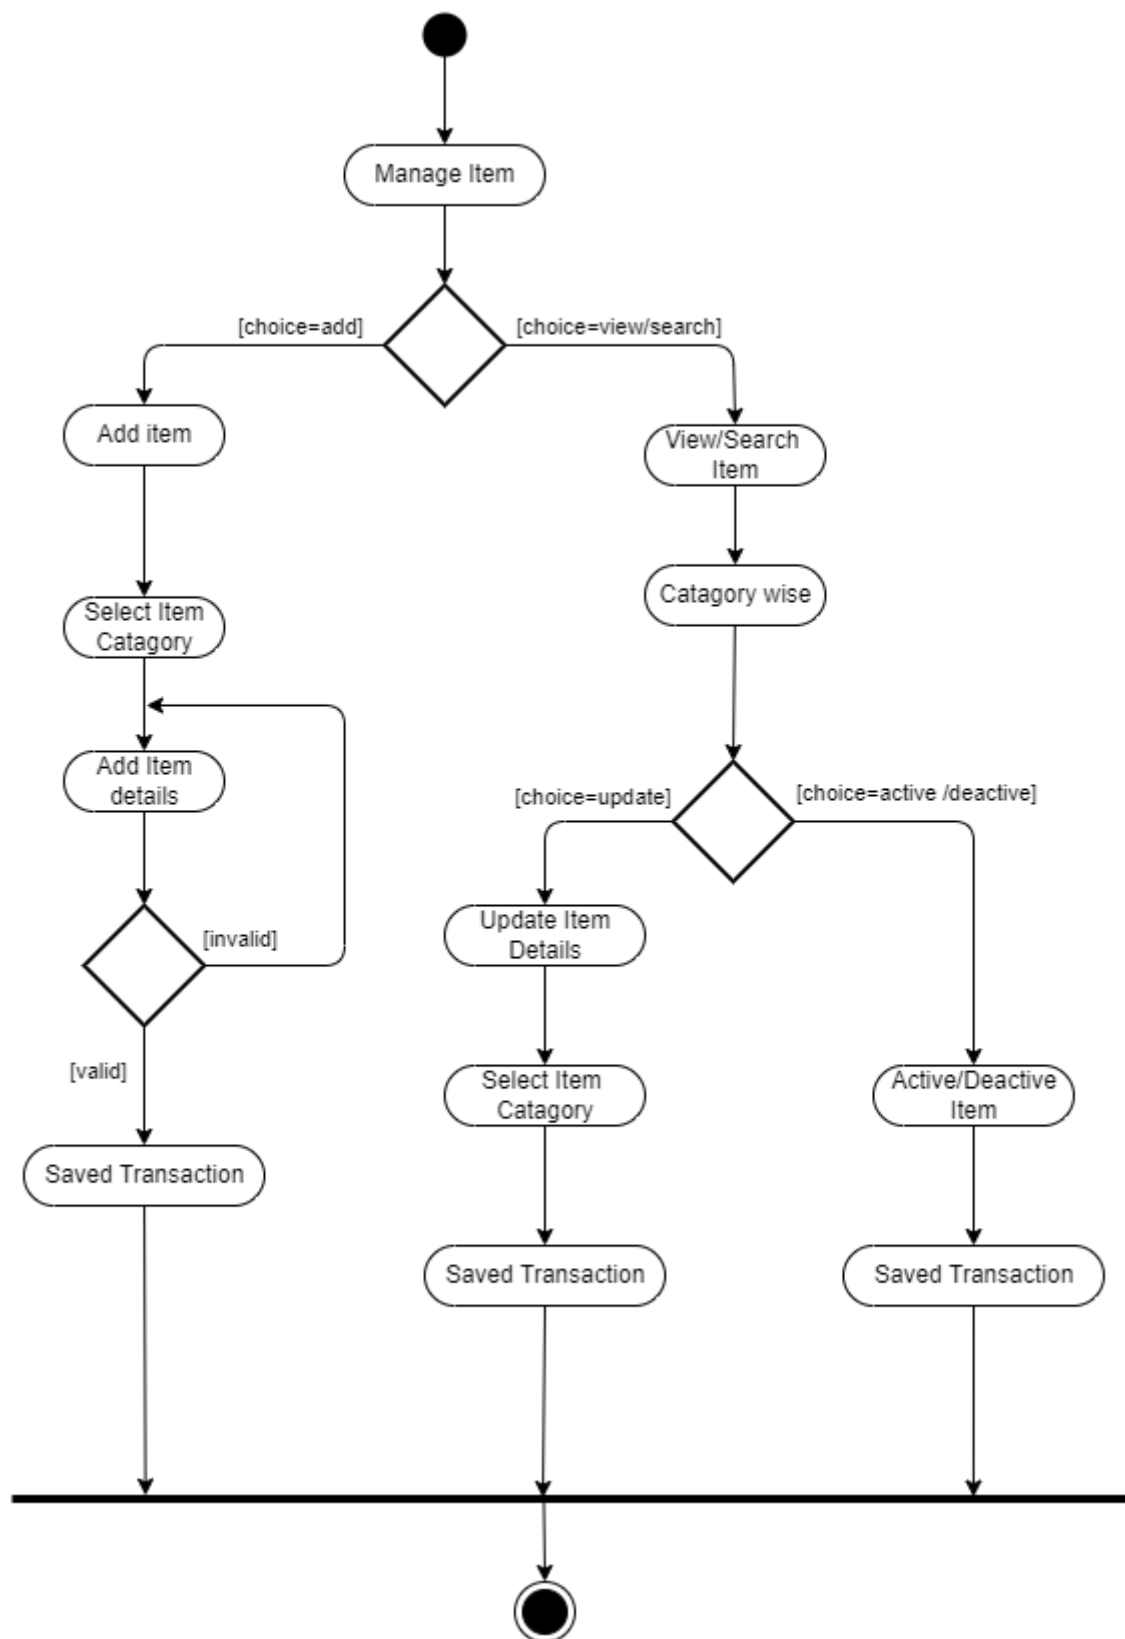 Manage Item
[choice=add]
[choice=view/search]
Add item
View/Search
Item
Catagory wise
Select Item
Catagory
Add Item
details
[choice=update]
[choice=active /deactive]
[invalid]
Update Item
Details
[valid]
Select Item
Catagory
Active/Deactive
Item
Saved Transaction
Saved Transaction
Saved Transaction